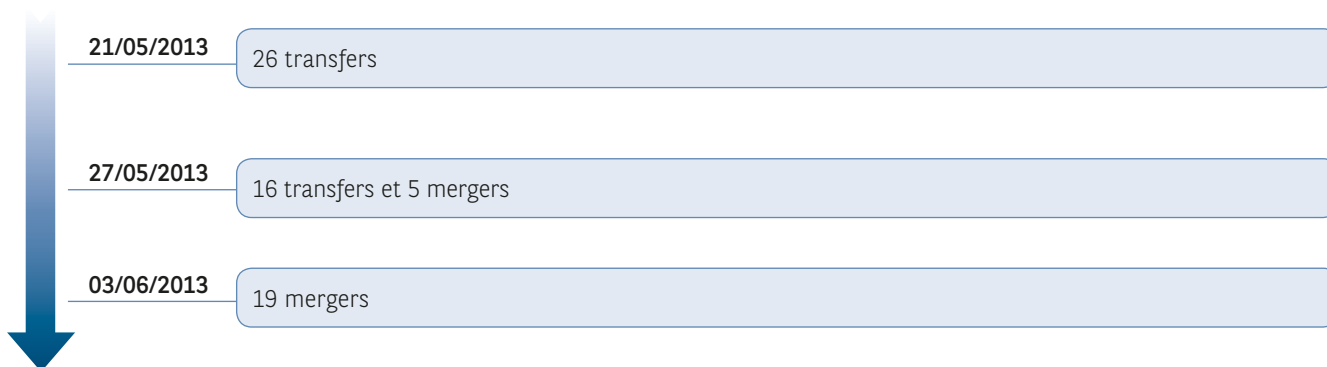 21/05/2013
26 transfers
27/05/2013
16 transfers et 5 mergers
03/06/2013
19 mergers